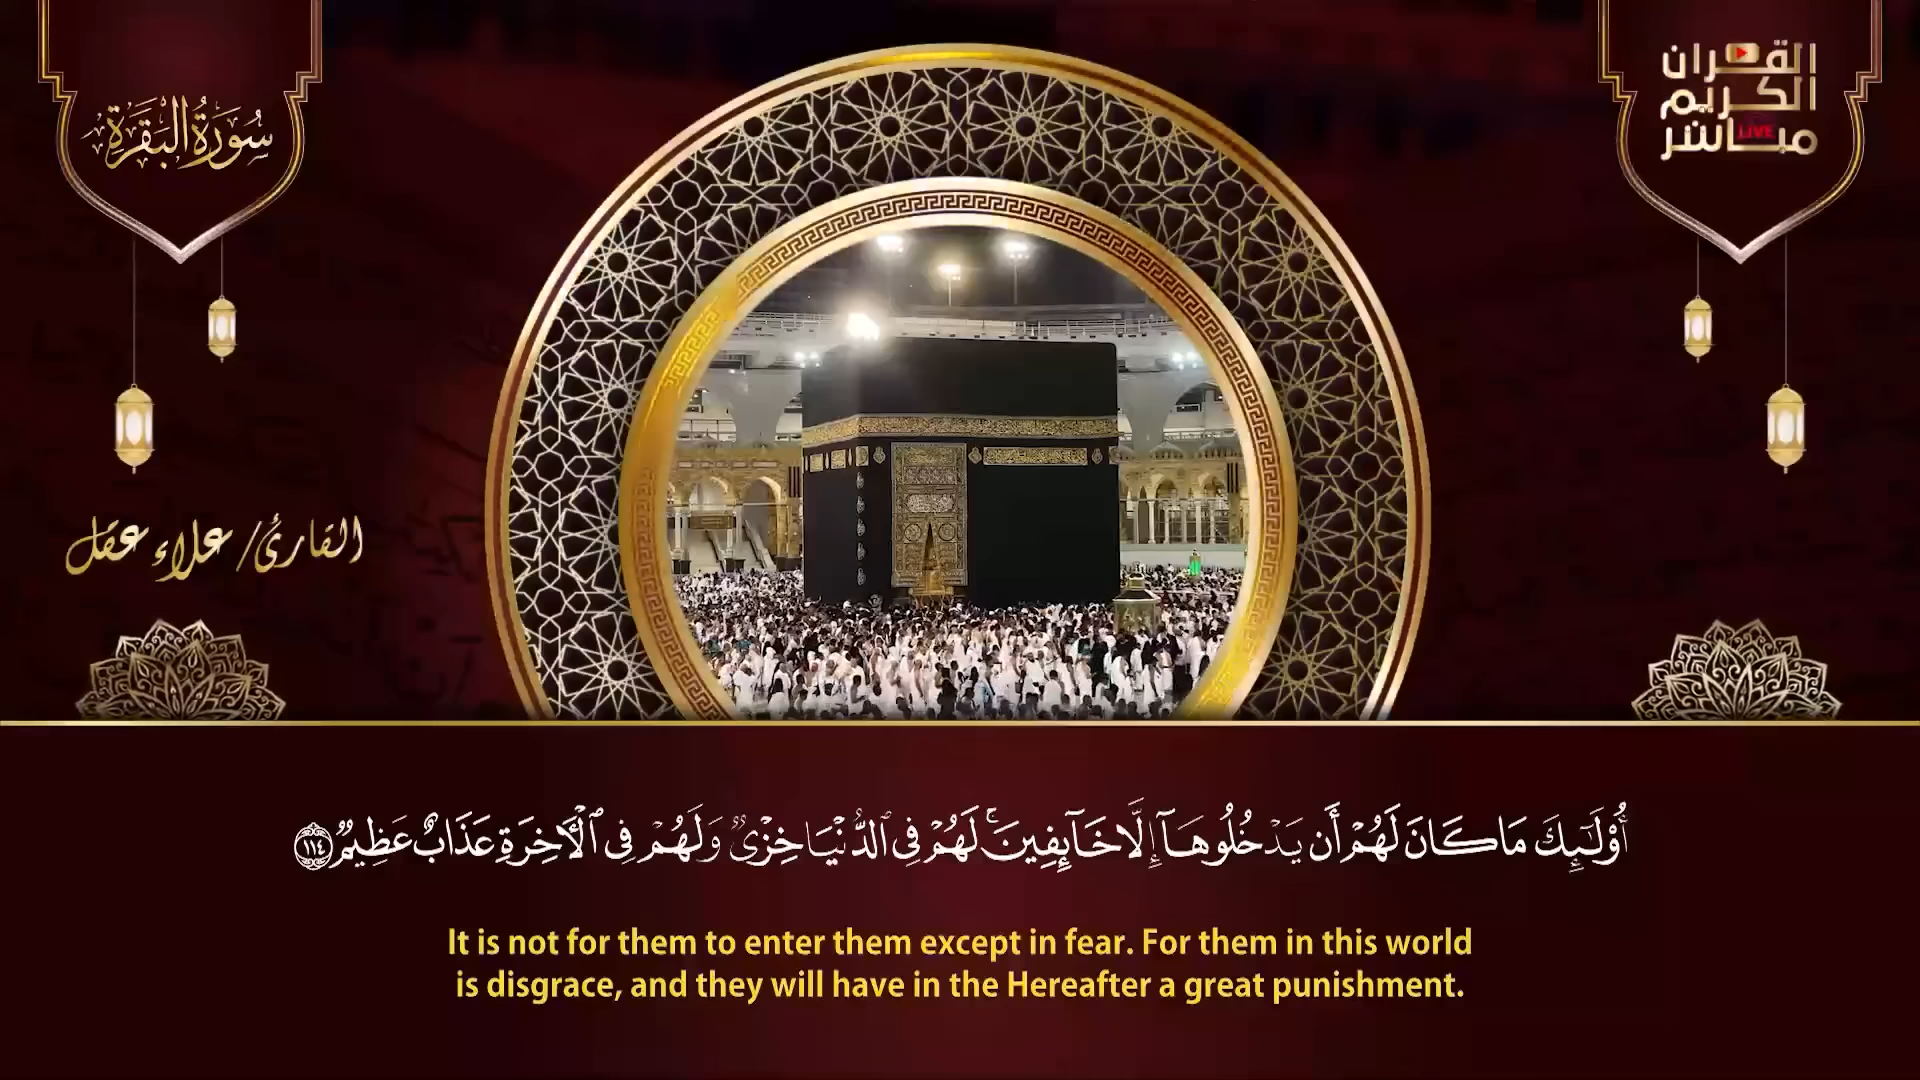 سُورَةُ البَقَرَةِ
القرآن
الكريم
مباشر
LIVE
القارئ/ علاء عقل
أُوْلَٰٓئِكَ مَا كَانَ لَهُمْ أَن يَدْخُلُوهَآ إِلَّا خَآئِفِينَۚ لَهُمْ فِى ٱلدُّنْيَا خِزْىٌ وَلَهُمْ فِى ٱلْأَخِرَةِ عَذَابٌ عَظِيمٌ ١١٤
It is not for them to enter them except in fear. For them in this world
is disgrace, and they will have in the Hereafter a great punishment.